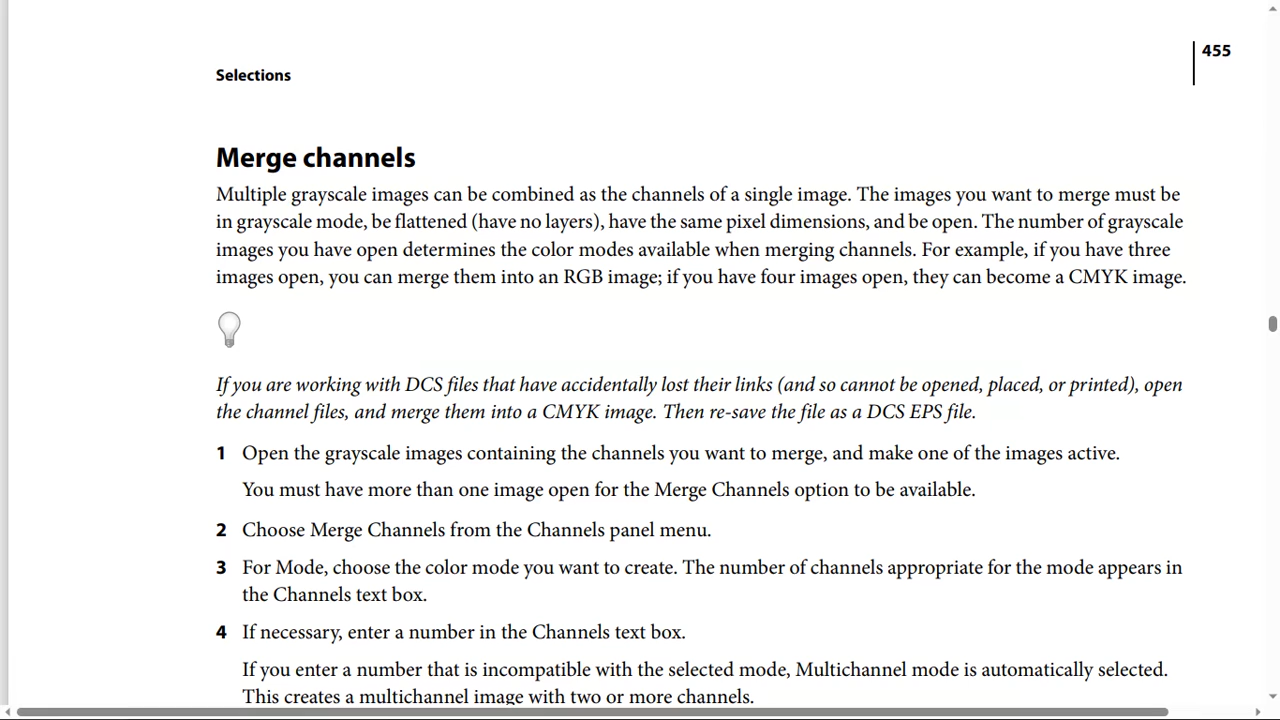 455
Selections
Merge channels
Multiple grayscale images can be combined as the channels of a single image. The images you want to merge must be
in grayscale mode, be flattened (have no layers), have the same pixel dimensions, and be open. The number of grayscale
images you have open determines the color modes available when merging channels. For example, if you have three
images open, you can merge them into an RGB image; if you have four images open, they can become a CMYK image.
If you are working with DCS files that have accidentally lost their links (and so cannot be opened, placed, or printed), open
the channel files, and merge them into a CMYK image. Then re-save the file as a DCS EPS file.
1 Open the grayscale images containing the channels you want to merge, and make one of the images active.
You must have more than one image open for the Merge Channels option to be available.
2 Choose Merge Channels from the Channels panel menu.
3 For Mode, choose the color mode you want to create. The number of channels appropriate for the mode appears in
the Channels text box.
4 If necessary, enter a number in the Channels text box.
If you enter a number that is incompatible with the selected mode, Multichannel mode is automatically selected.
This creates a multichannel image with two or more channels.